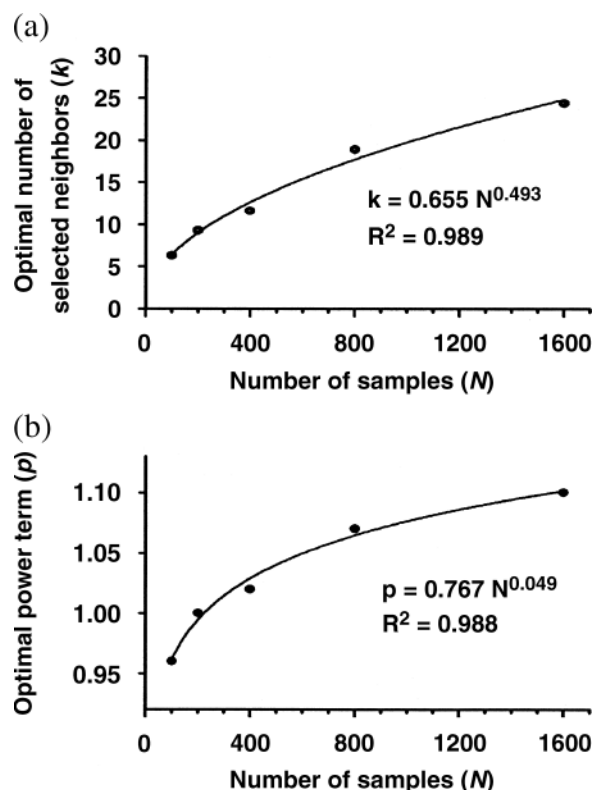 (a)
Optimal number of
selected neighbors (k)
30
25
20
15
10
5
0
k = 0.655 N^0.493
R² = 0.989
0 400 800 1200 1600
Number of samples (N)
(b)
Optimal power term (p)
1.10
1.05
1.00
0.95
p = 0.767 N^0.049
R² = 0.988
0 400 800 1200 1600
Number of samples (N)